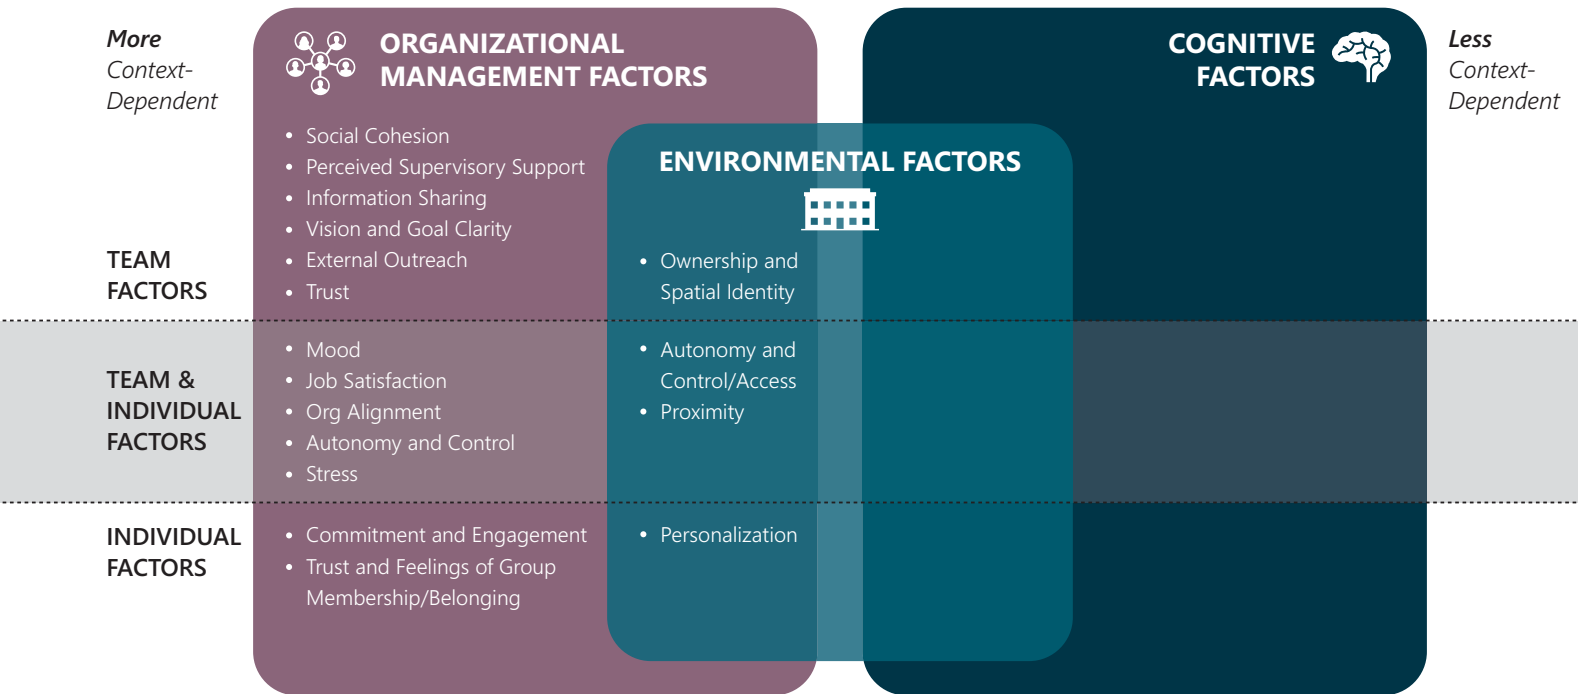 More
Context-
Dependent
ORGANIZATIONAL
MANAGEMENT FACTORS
COGNITIVE
FACTORS
Less
Context-
Dependent
ENVIRONMENTAL FACTORS
TEAM
FACTORS
• Social Cohesion
• Perceived Supervisory Support
• Information Sharing
• Vision and Goal Clarity
• External Outreach
• Trust
• Ownership and
Spatial Identity
TEAM &
INDIVIDUAL
FACTORS
• Mood
• Job Satisfaction
• Org Alignment
• Autonomy and Control
• Stress
• Autonomy and
Control/Access
• Proximity
INDIVIDUAL
FACTORS
• Commitment and Engagement
• Trust and Feelings of Group
Membership/Belonging
• Personalization